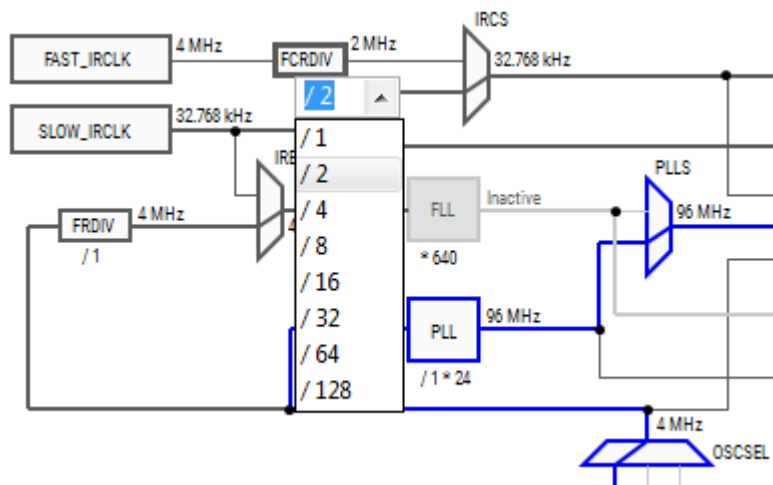 IRCS
FAST_IRCLK
4 MHz
FCRDIV
2 MHz
32.768 kHz
/ 2
SLOW_IRCLK
32.768 kHz
/ 1
/ 2
/ 4
/ 8
/ 16
/ 32
/ 64
/ 128
PLLS
FRDIV
4 MHz
/ 1
FLL
Inactive
* 640
96 MHz
PLL
96 MHz
/ 1 * 24
4 MHz
OSCSEL